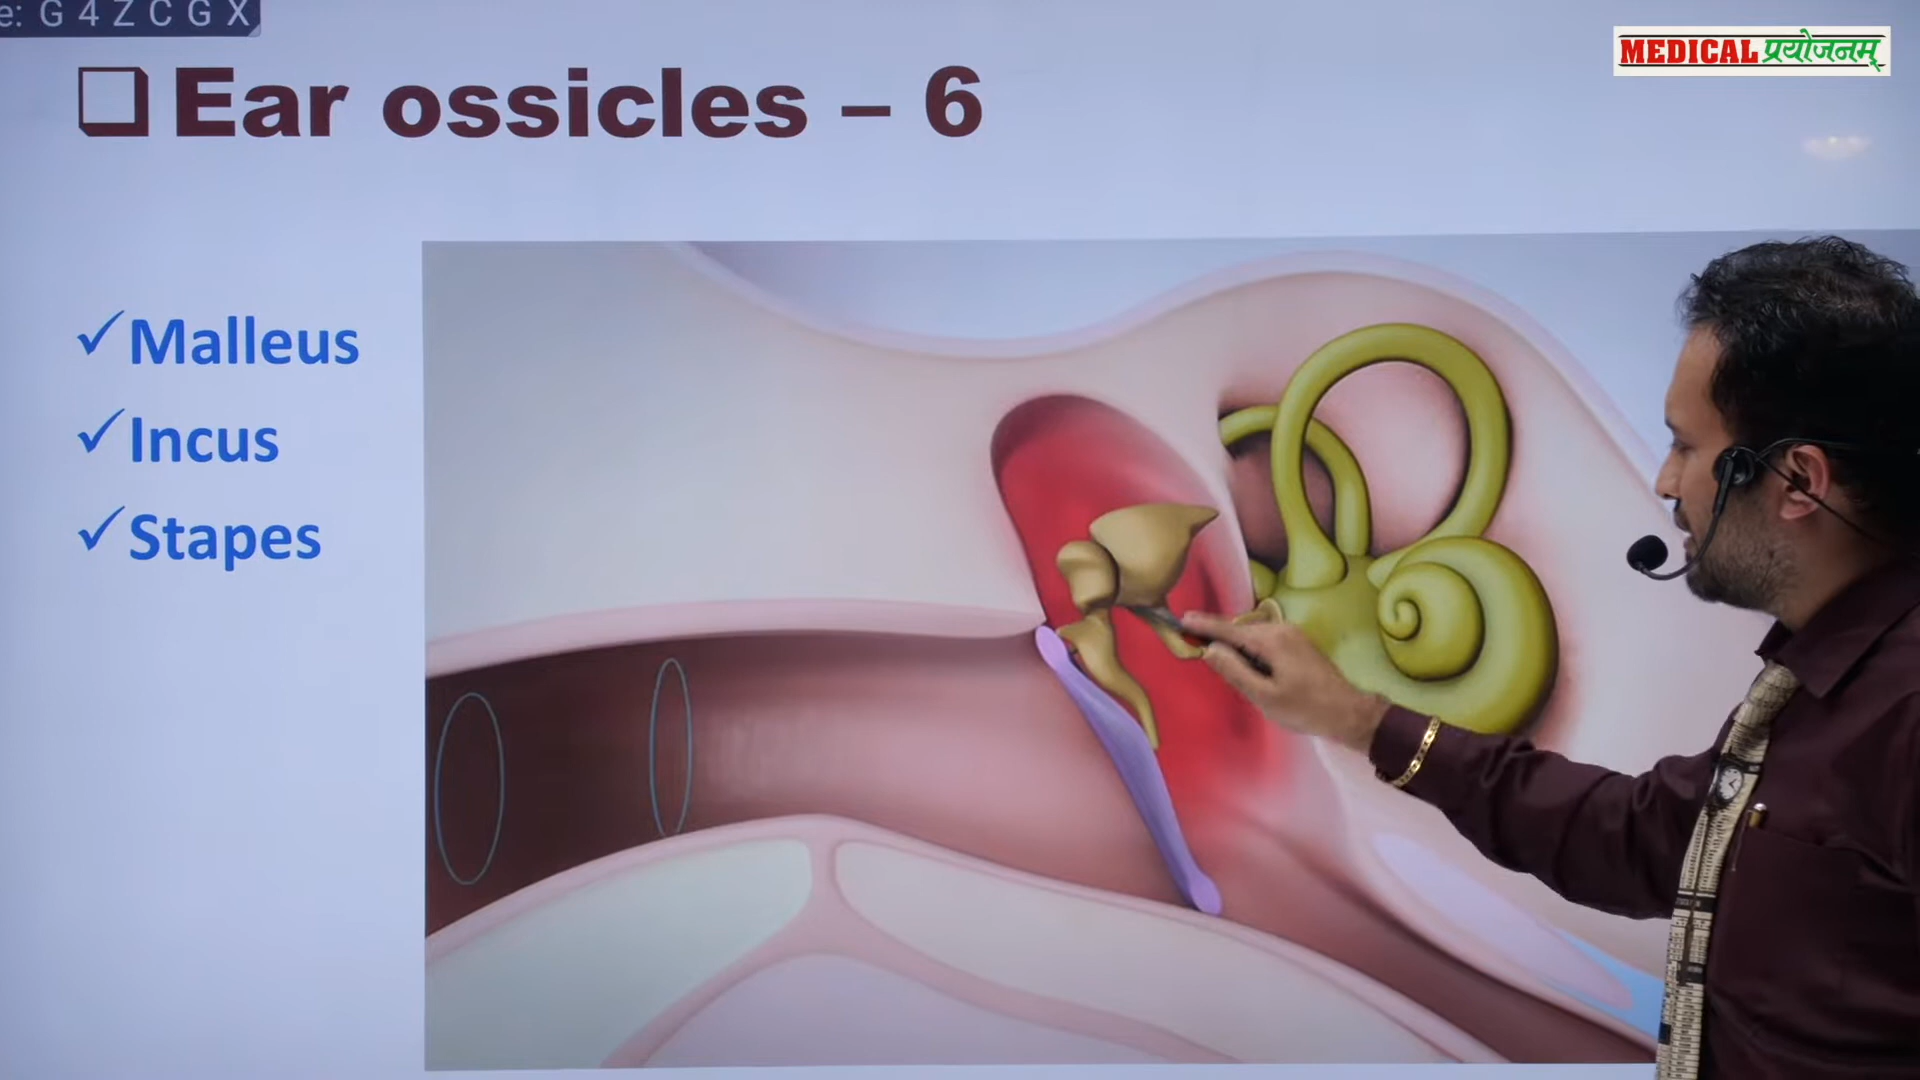 e: G 4 Z C G X
MEDICAL प्रयोजनम्
Ear ossicles – 6
Malleus
Incus
Stapes